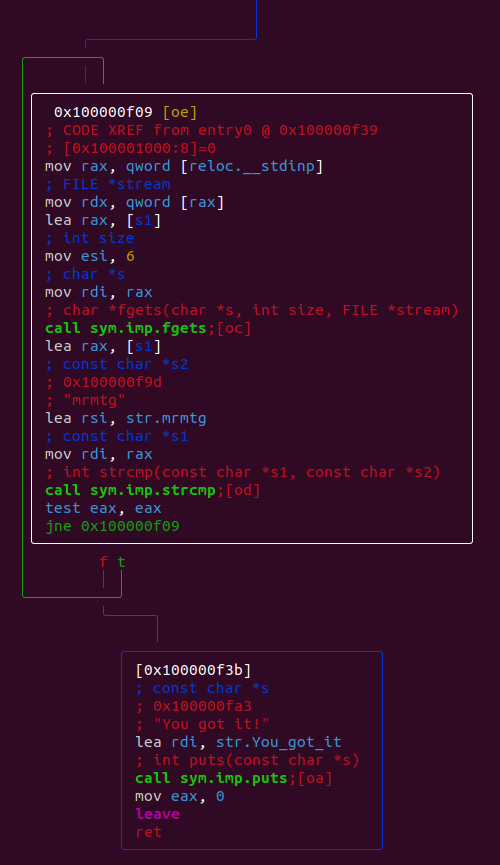 0x100000f09 [oe]
; CODE XREF from entry0 @ 0x100000f39
; [0x100001000:8]=0
mov rax, qword [reloc.__stdinp]
; FILE *stream
mov rdx, qword [rax]
lea rax, [s1]
; int size
mov esi, 6
; char *s
mov rdi, rax
; char *fgets(char *s, int size, FILE *stream)
call sym.imp.fgets;[oc]
lea rax, [s1]
; const char *s2
; 0x100000f9d
; "mrmtg"
lea rsi, str.mrmtg
; const char *s1
mov rdi, rax
; int strcmp(const char *s1, const char *s2)
call sym.imp.strcmp;[od]
test eax, eax
jne 0x100000f09
f t
[0x100000f3b]
; const char *s
; 0x100000fa3
; "You got it!"
lea rdi, str.You_got_it
; int puts(const char *s)
call sym.imp.puts;[oa]
mov eax, 0
leave
ret